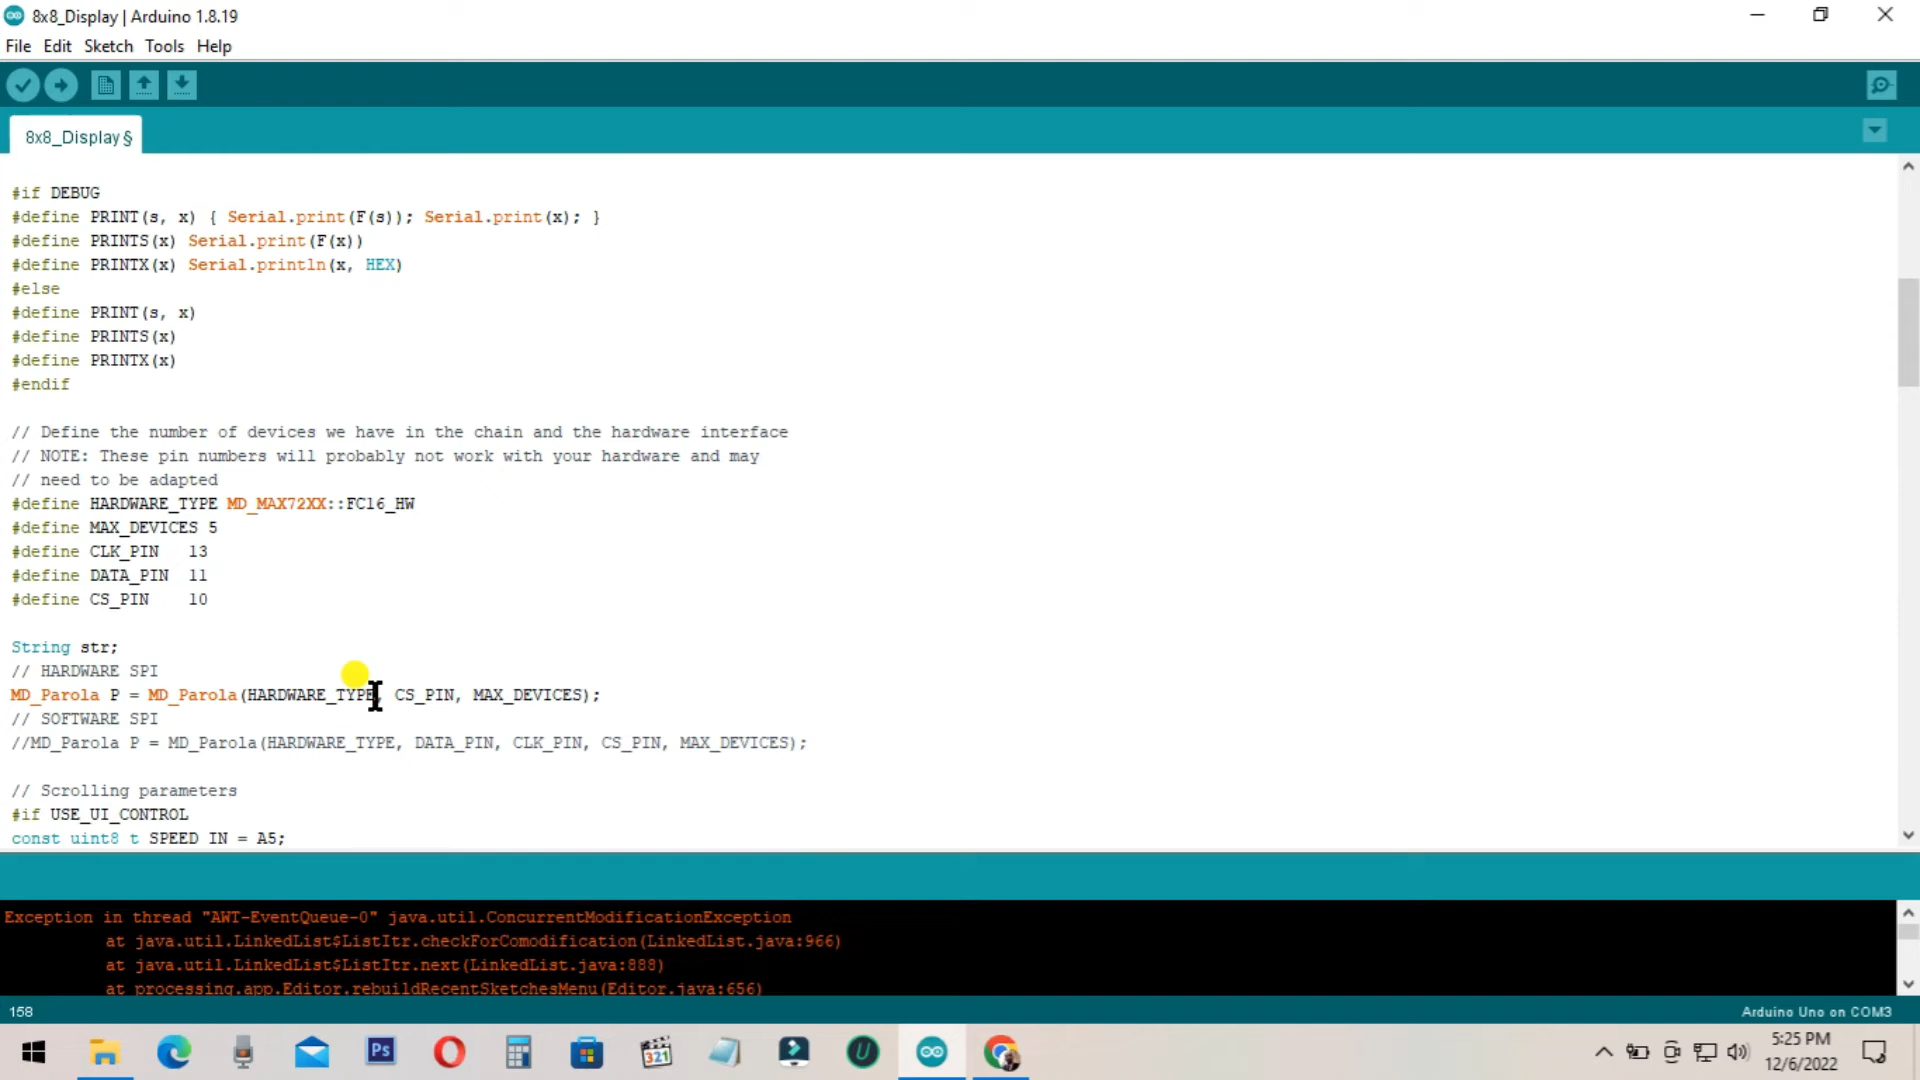 8x8_Display | Arduino 1.8.19
File Edit Sketch Tools Help
8x8_Display§
#if DEBUG
#define PRINT(s, x) { Serial.print(F(s)); Serial.print(x); }
#define PRINTS(x) Serial.print(F(x))
#define PRINTX(x) Serial.println(x, HEX)
#else
#define PRINT(s, x)
#define PRINTS(x)
#define PRINTX(x)
#endif
// Define the number of devices we have in the chain and the hardware interface
// NOTE: These pin numbers will probably not work with your hardware and may
// need to be adapted
#define HARDWARE_TYPE MD_MAX72XX::FC16_HW
#define MAX_DEVICES 5
#define CLK_PIN   13
#define DATA_PIN  11
#define CS_PIN    10
String str;
// HARDWARE SPI
MD_Parola P = MD_Parola(HARDWARE_TYPE, CS_PIN, MAX_DEVICES);
// SOFTWARE SPI
//MD_Parola P = MD_Parola(HARDWARE_TYPE, DATA_PIN, CLK_PIN, CS_PIN, MAX_DEVICES);
// Scrolling parameters
#if USE_UI_CONTROL
const uint8_t SPEED_IN = A5;
Exception in thread "AWT-EventQueue-0" java.util.ConcurrentModificationException
at java.util.LinkedList$ListItr.checkForComodification(LinkedList.java:966)
at java.util.LinkedList$ListItr.next(LinkedList.java:888)
at processing.app.Editor.rebuildRecentSketchesMenu(Editor.java:656)
158
Arduino Uno on COM3
Ps
321
U
5:25 PM
12/6/2022